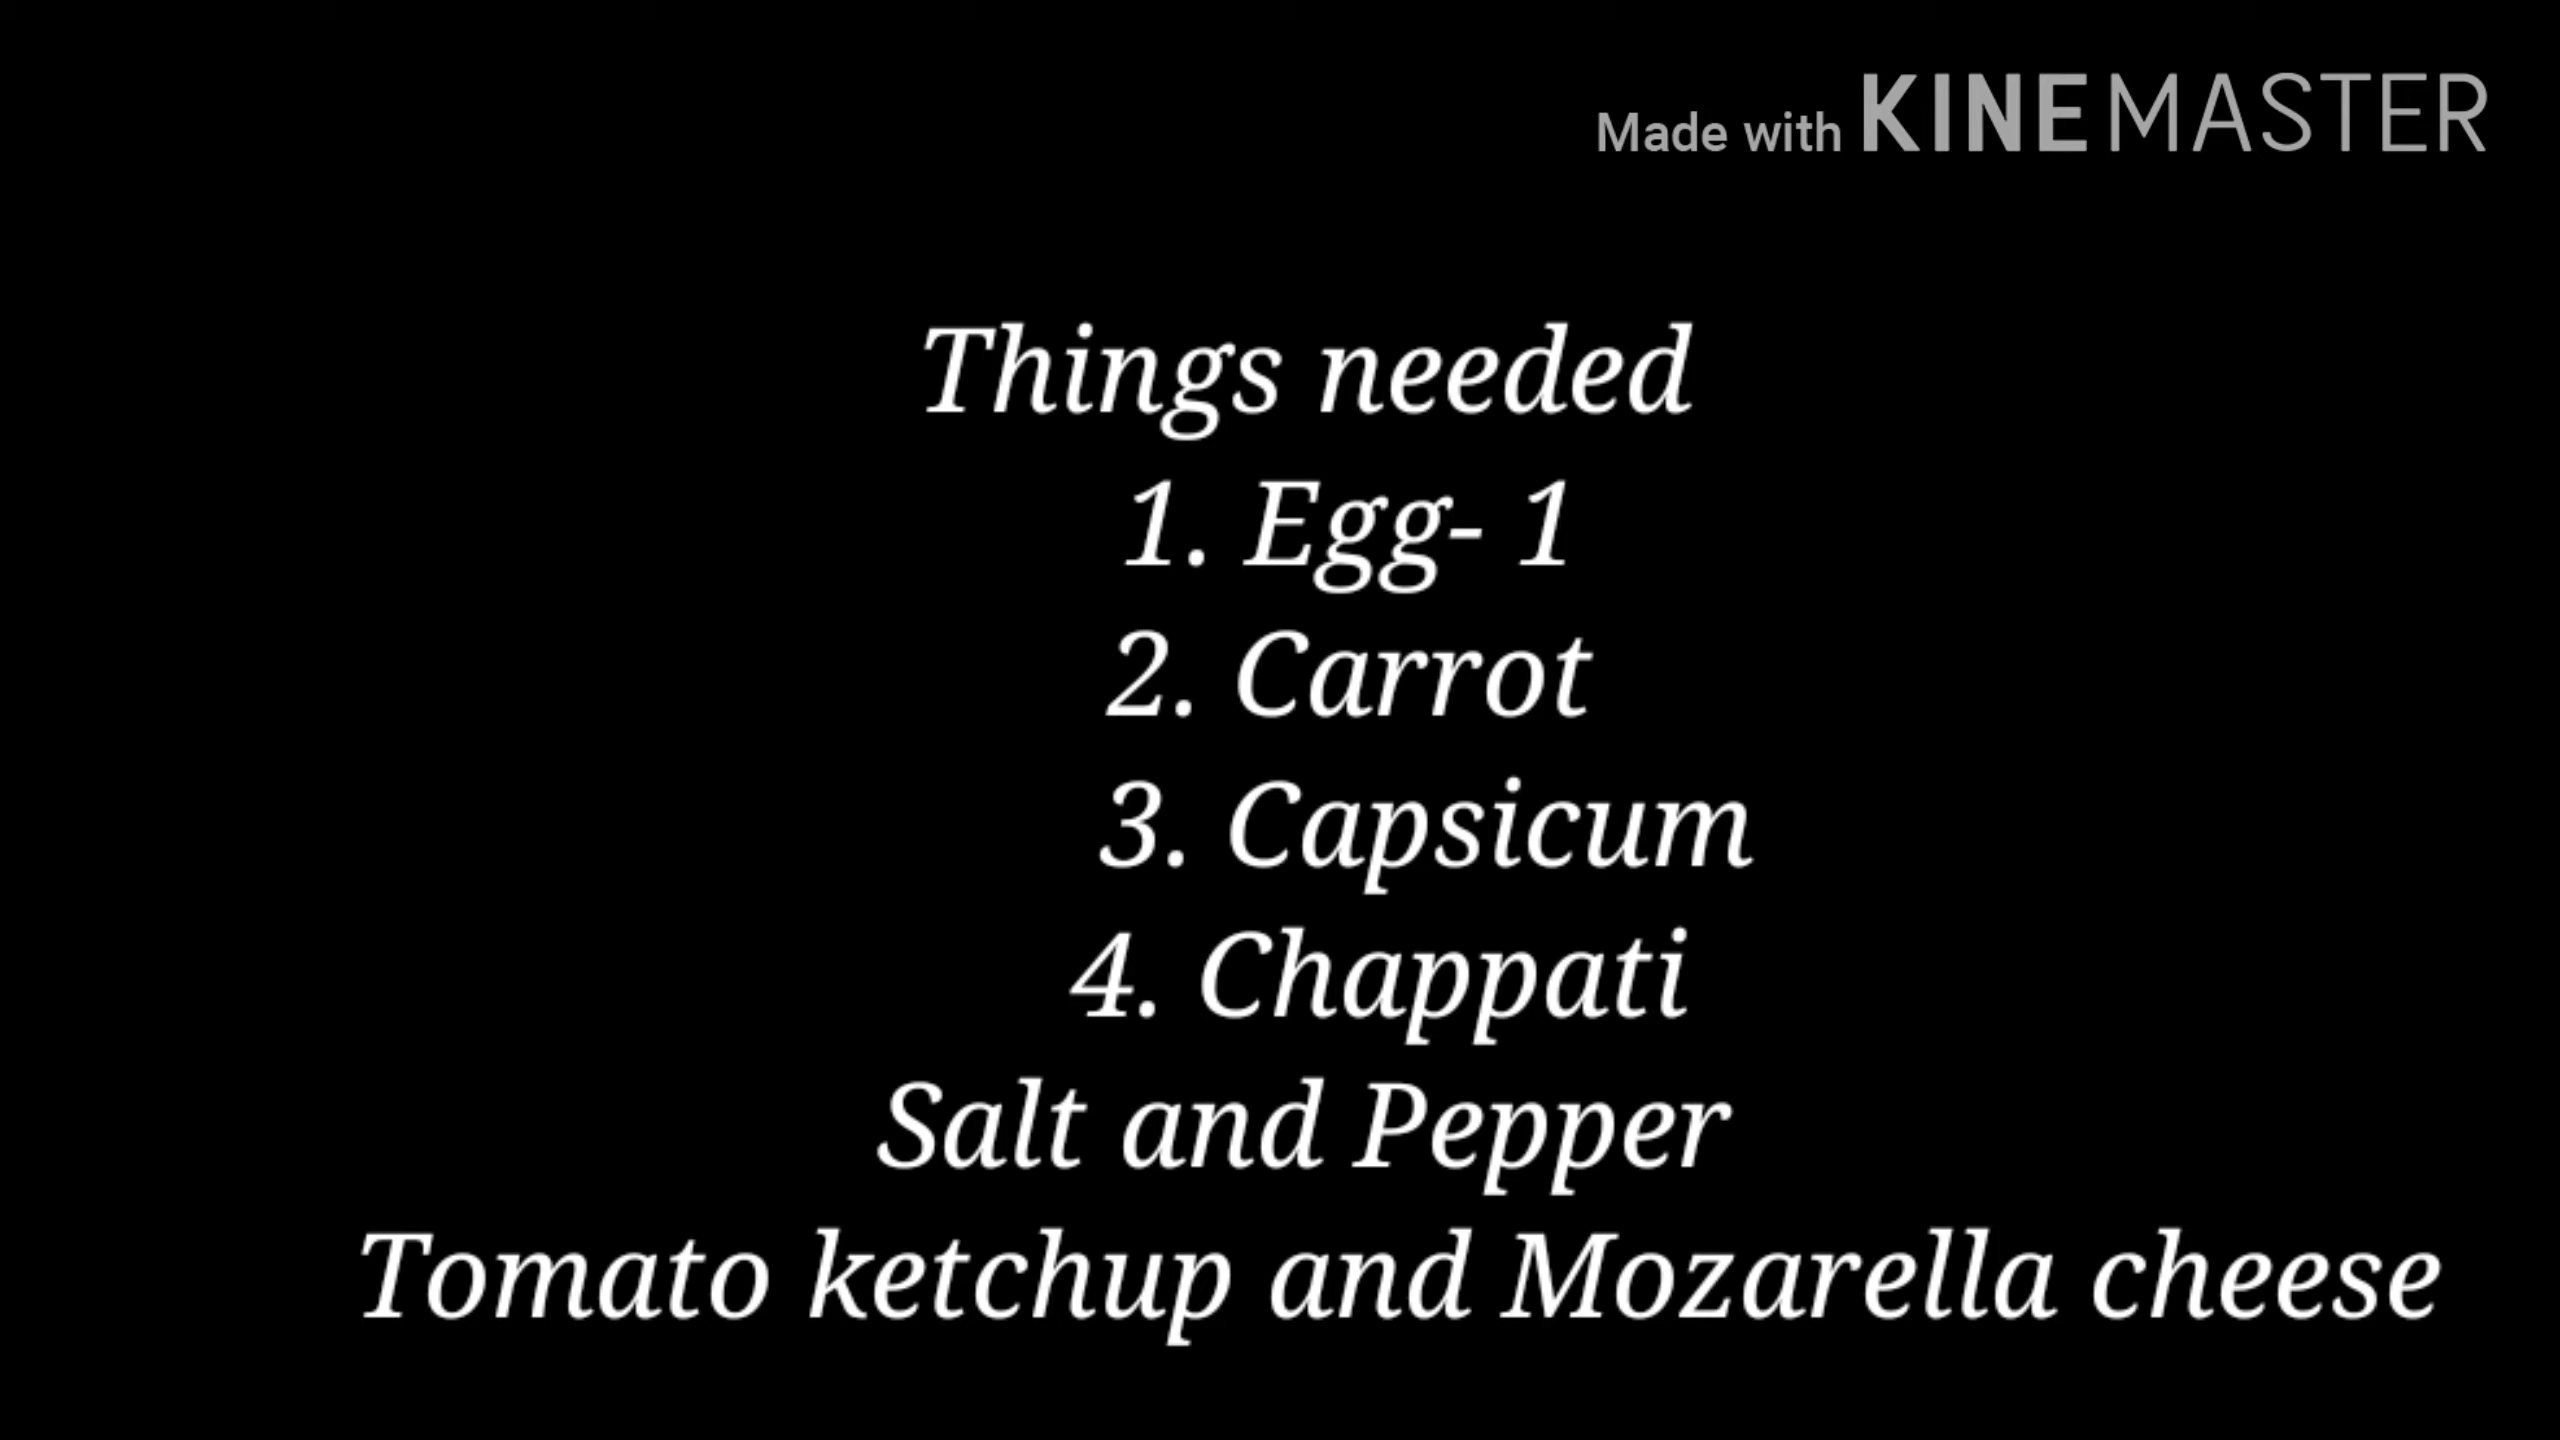 Made with KINEMASTER
Things needed
1. Egg- 1
2. Carrot
3. Capsicum
4. Chappati
Salt and Pepper
Tomato ketchup and Mozarella cheese